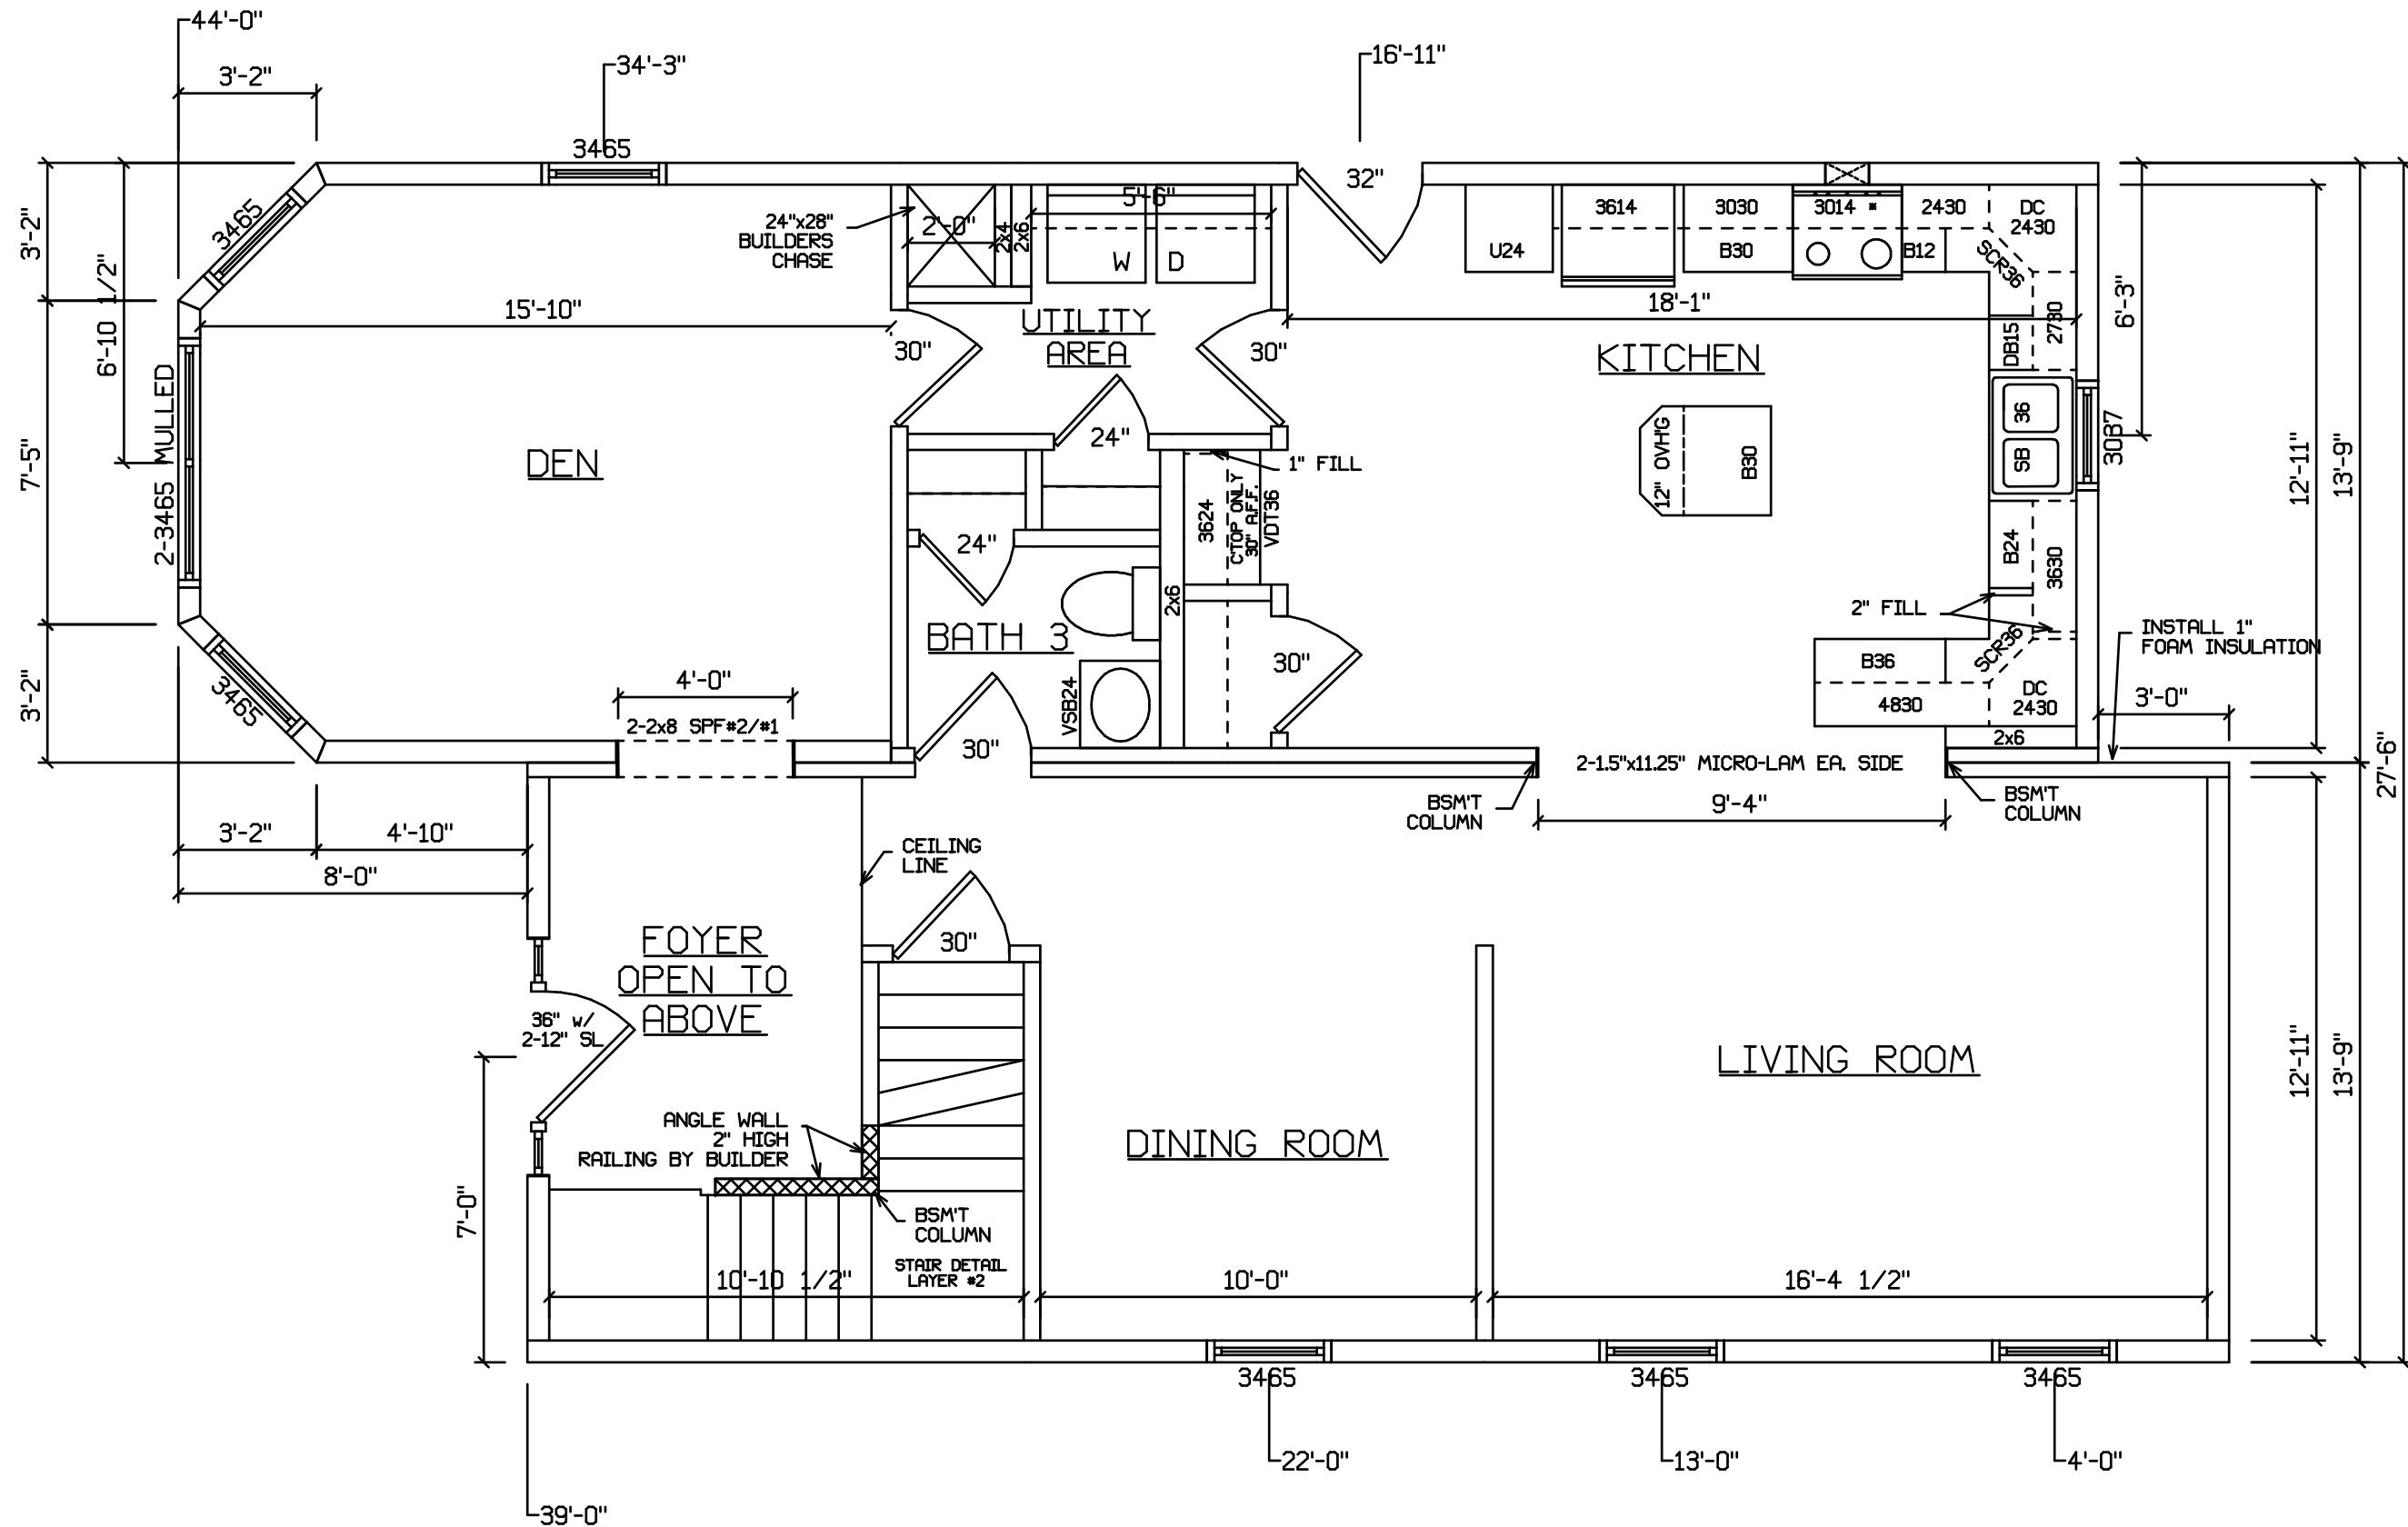 44'-0"
34'-3"
16'-11"
3'-2"
3465
32"
5'-6"
24"x28"
BUILDERS
CHASE
2'-0"
2x4
2x6
W
D
3614
3030
3014 *
2430
DC
2430
U24
B30
B12
SCR36
3465
3'-2"
6'-10 1/2"
15'-10"
UTILITY
AREA
18'-1"
2730
DB15
6'-3"
30"
30"
KITCHEN
MULLED
2-3465
7'-5"
DEN
24"
1" FILL
12" OVH'G
B30
36
SB
3087
12'-11"
13'-9"
3624
C'TOP ONLY
30" A.F.F.
VDT36
24"
B24
3630
2x6
2" FILL
BATH 3
INSTALL 1"
FOAM INSULATION
30"
B36
SCR36
4'-0"
3465
3'-2"
VSB24
4830
DC
2430
3'-0"
2-2x8 SPF#2/#1
30"
2x6
2-1.5"x11.25" MICRO-LAM EA. SIDE
27'-6"
BSM'T
COLUMN
9'-4"
BSM'T
COLUMN
3'-2"
4'-10"
8'-0"
CEILING
LINE
FOYER
OPEN TO
ABOVE
30"
36" w/
2-12" SL
LIVING ROOM
12'-11"
13'-9"
ANGLE WALL
2" HIGH
RAILING BY BUILDER
DINING ROOM
7'-0"
BSM'T
COLUMN
STAIR DETAIL
LAYER #2
10'-10 1/2"
10'-0"
16'-4 1/2"
3465
3465
3465
22'-0"
13'-0"
4'-0"
39'-0"